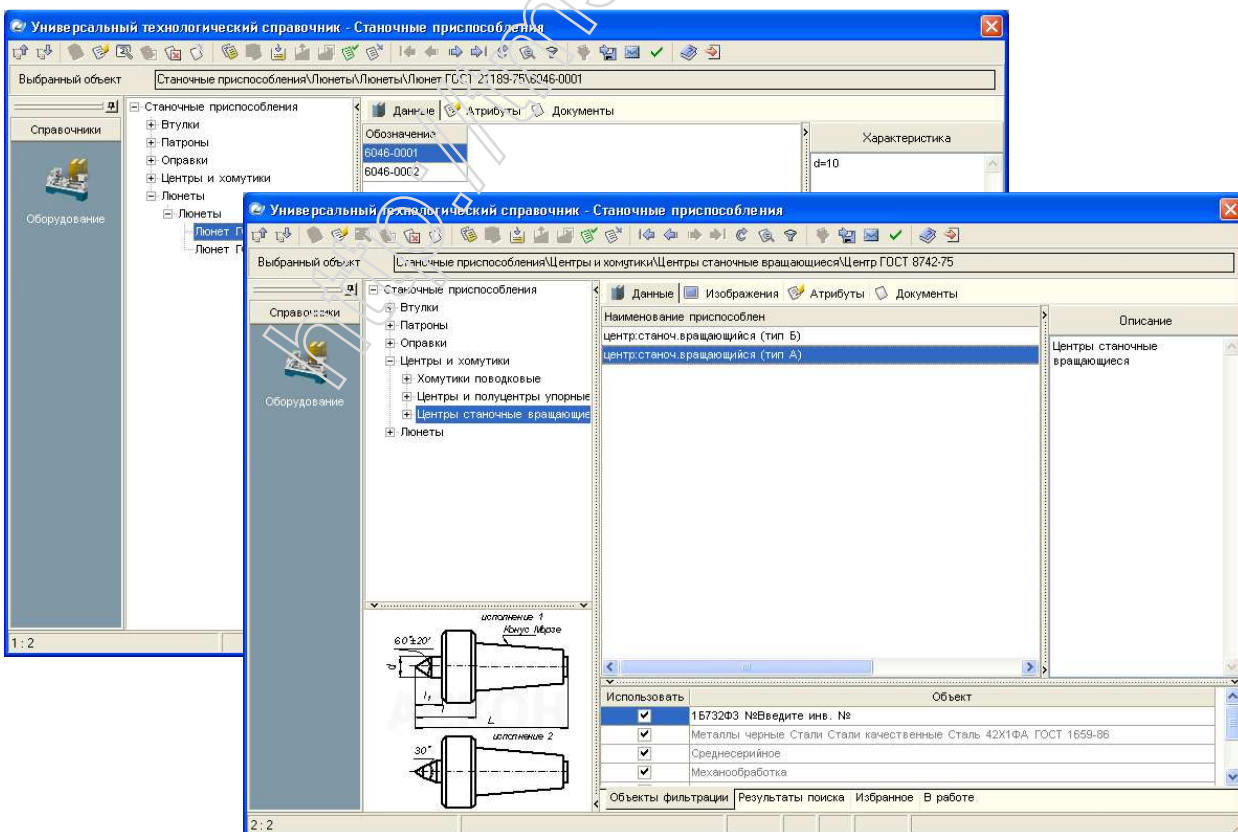 Универсальный технологический справочник - Станочные приспособления
Выбранный объект
Станочные приспособления\Люнеты\Люнеты\Люнет ГОСТ 21189-75\6046-0001
Справочники
Оборудование
Станочные приспособления
Втулки
Патроны
Оправки
Центры и хомутики
Люнеты
Люнеты
Люнет Г
Люнет Г
Данные Атрибуты Документы
Обозначение
6046-0001
6046-0002
Характеристика
d=10
1:2
Универсальный технологический справочник - Станочные приспособления
Выбранный объект
Станочные приспособления\Центры и хомутики\Центры станочные вращающиеся\Центр ГОСТ 8742-75
Справочники
Оборудование
Станочные приспособления
Втулки
Патроны
Оправки
Центры и хомутики
Хомутики поводковые
Центры и полуцентры упорные
Центры станочные вращающие
Люнеты
Данные Изображения Атрибуты Документы
Наименование приспособлен
центр:станоч.вращающийся (тип Б)
центр:станоч.вращающийся (тип А)
Описание
Центры станочные
вращающиеся
исполнение 1
Конус Морзе
60°±20'
d
l₁
L
исполнение 2
30°
АСКОН
Использовать Объект
1Б732Ф3 №Введите инв. №
Металлы черные Стали Стали качественные Сталь 42Х1ФА ГОСТ 1659-86
Среднесерийное
Механообработка
Объекты фильтрации Результаты поиска Избранное В работе
2:2